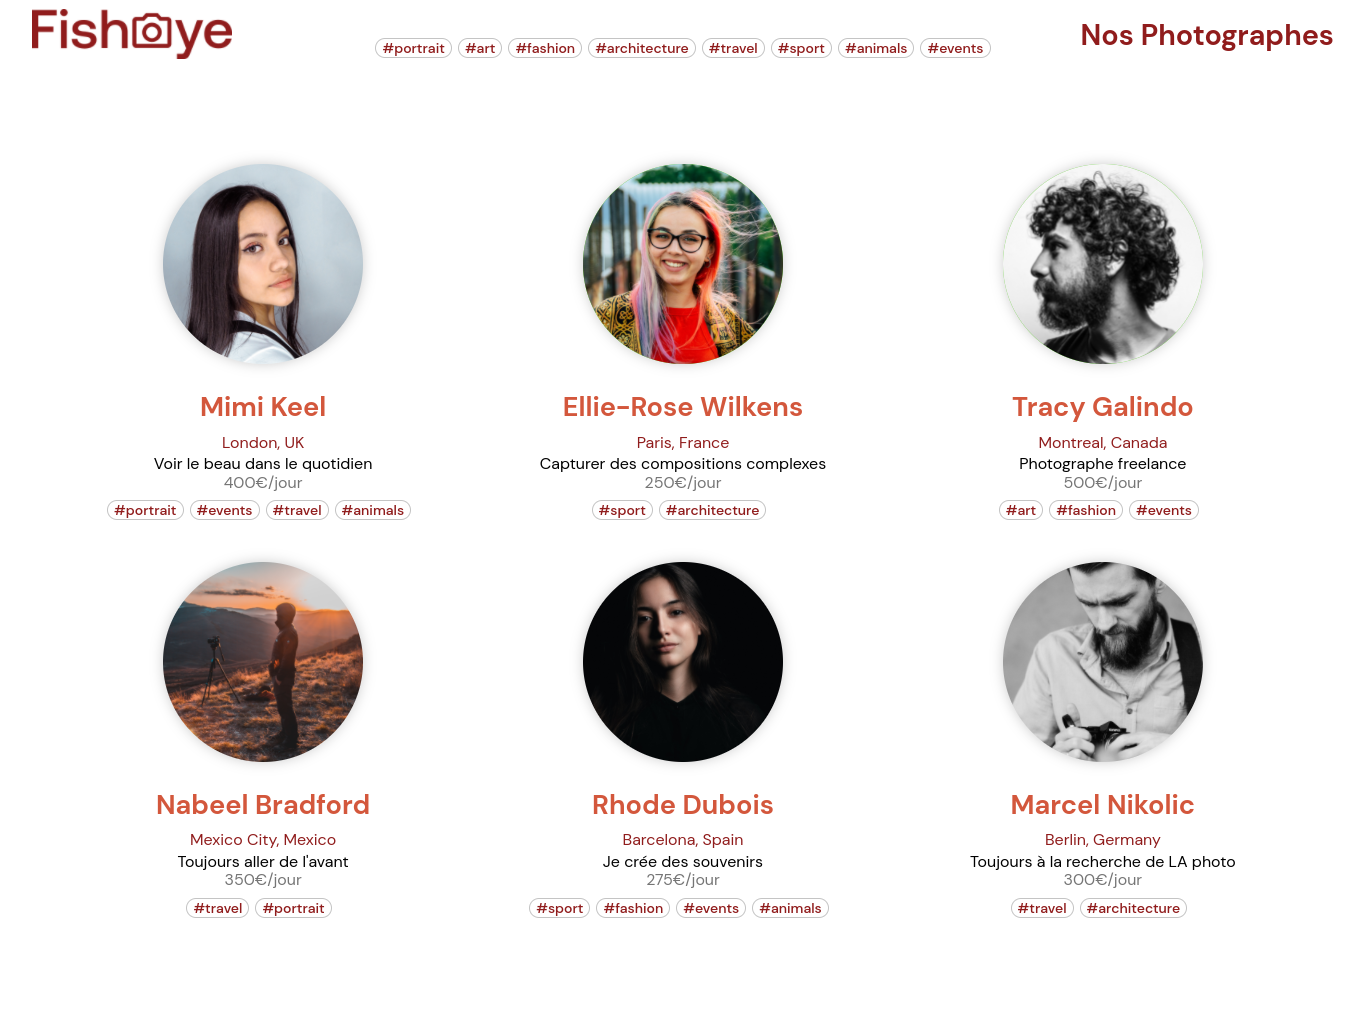 Fisheye
#portrait #art #fashion #architecture #travel #sport #animals #events
Nos Photographes
Mimi Keel
London, UK
Voir le beau dans le quotidien
400€/jour
#portrait #events #travel #animals
Ellie-Rose Wilkens
Paris, France
Capturer des compositions complexes
250€/jour
#sport #architecture
Tracy Galindo
Montreal, Canada
Photographe freelance
500€/jour
#art #fashion #events
Nabeel Bradford
Mexico City, Mexico
Toujours aller de l'avant
350€/jour
#travel #portrait
Rhode Dubois
Barcelona, Spain
Je crée des souvenirs
275€/jour
#sport #fashion #events #animals
Marcel Nikolic
Berlin, Germany
Toujours à la recherche de LA photo
300€/jour
#travel #architecture